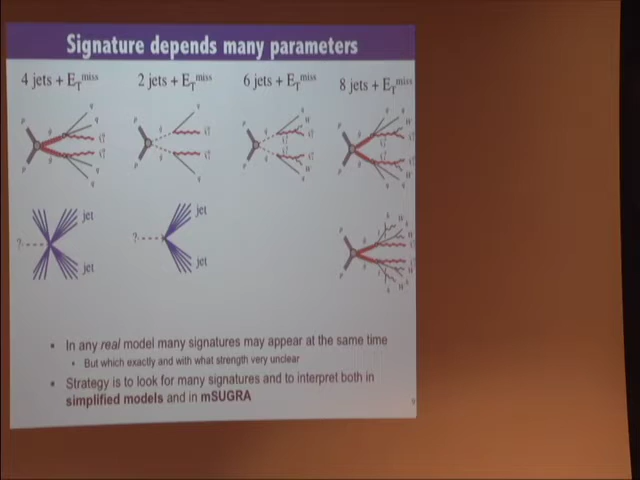 Signature depends many parameters
4 jets + E_T^miss 2 jets + E_T^miss 6 jets + E_T^miss 8 jets + E_T^miss
jet
jet
?
?
jet
jet
• In any real model many signatures may appear at the same time
• But which exactly and with what strength very unclear
• Strategy is to look for many signatures and to interpret both in
simplified models and in mSUGRA